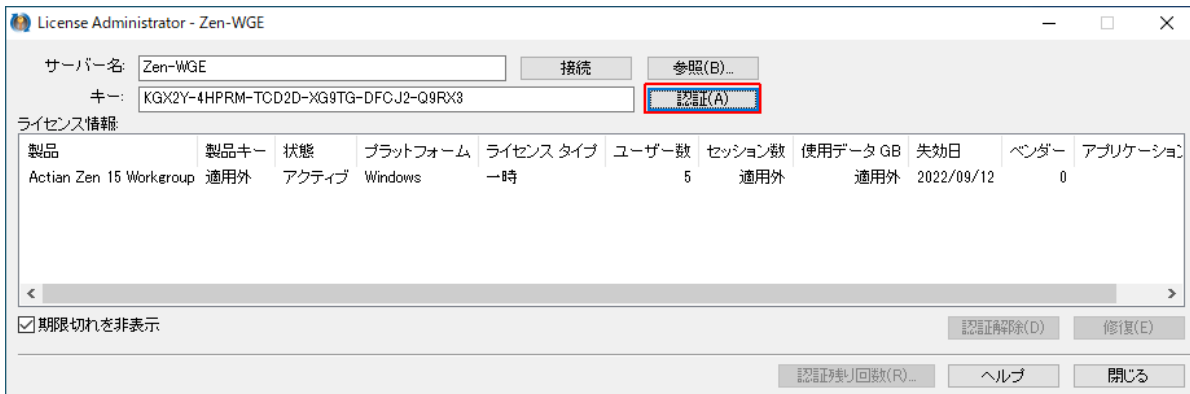 License Administrator - Zen-WGE
サーバー名: Zen-WGE 接続 参照(B)...
キー: KGX2Y-4HPRM-TCD2D-XG9TG-DFCJ2-Q9RX3 認証(A)
ライセンス情報:
製品 製品キー 状態 プラットフォーム ライセンス タイプ ユーザー数 セッション数 使用データ GB 失効日 ベンダー アプリケーション
Actian Zen 15 Workgroup 適用外 アクティブ Windows 一時 5 適用外 適用外 2022/09/12 0
期限切れを非表示 認証解除(D) 修復(E)
認証残り回数(R)... ヘルプ 閉じる